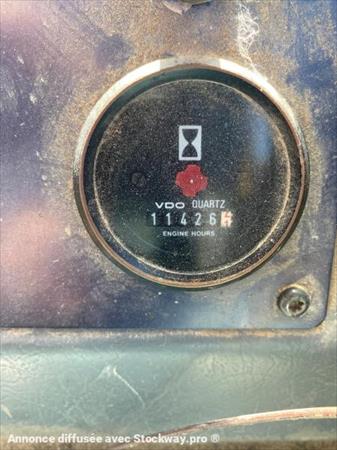 VDO QUARTZ
11426
ENGINE HOURS
Annonce diffusée avec Stockway.pro ®